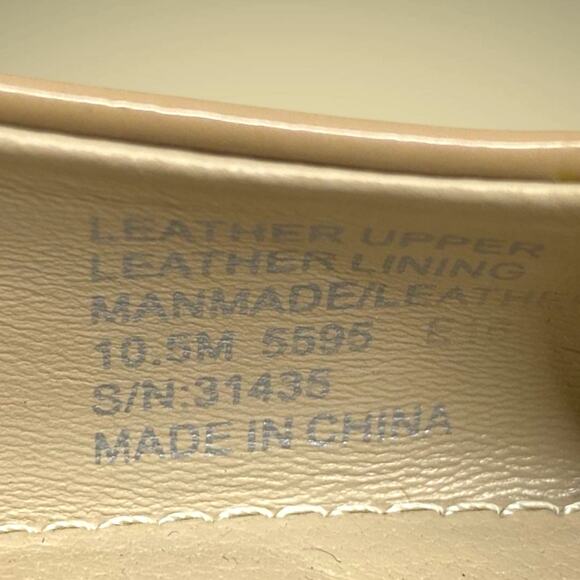 LEATHER UPPER
LEATHER LINING
MANMADE/LEATHE
10.5M 5595
S/N:31435
MADE IN CHINA